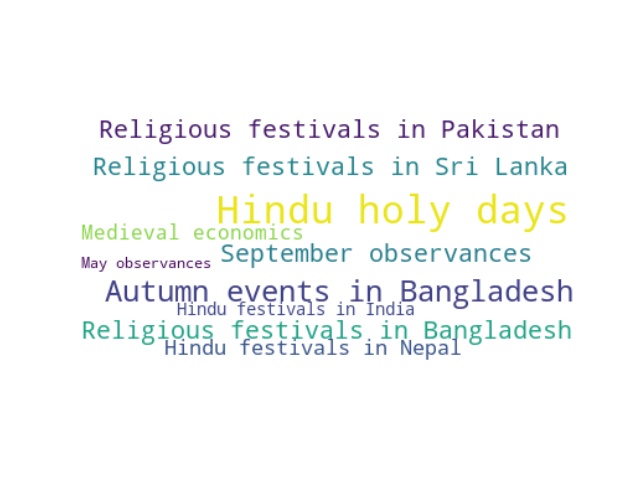 Religious festivals in Pakistan
Religious festivals in Sri Lanka
Hindu holy days
Medieval economics
September observances
May observances
Autumn events in Bangladesh
Hindu festivals in India
Religious festivals in Bangladesh
Hindu festivals in Nepal